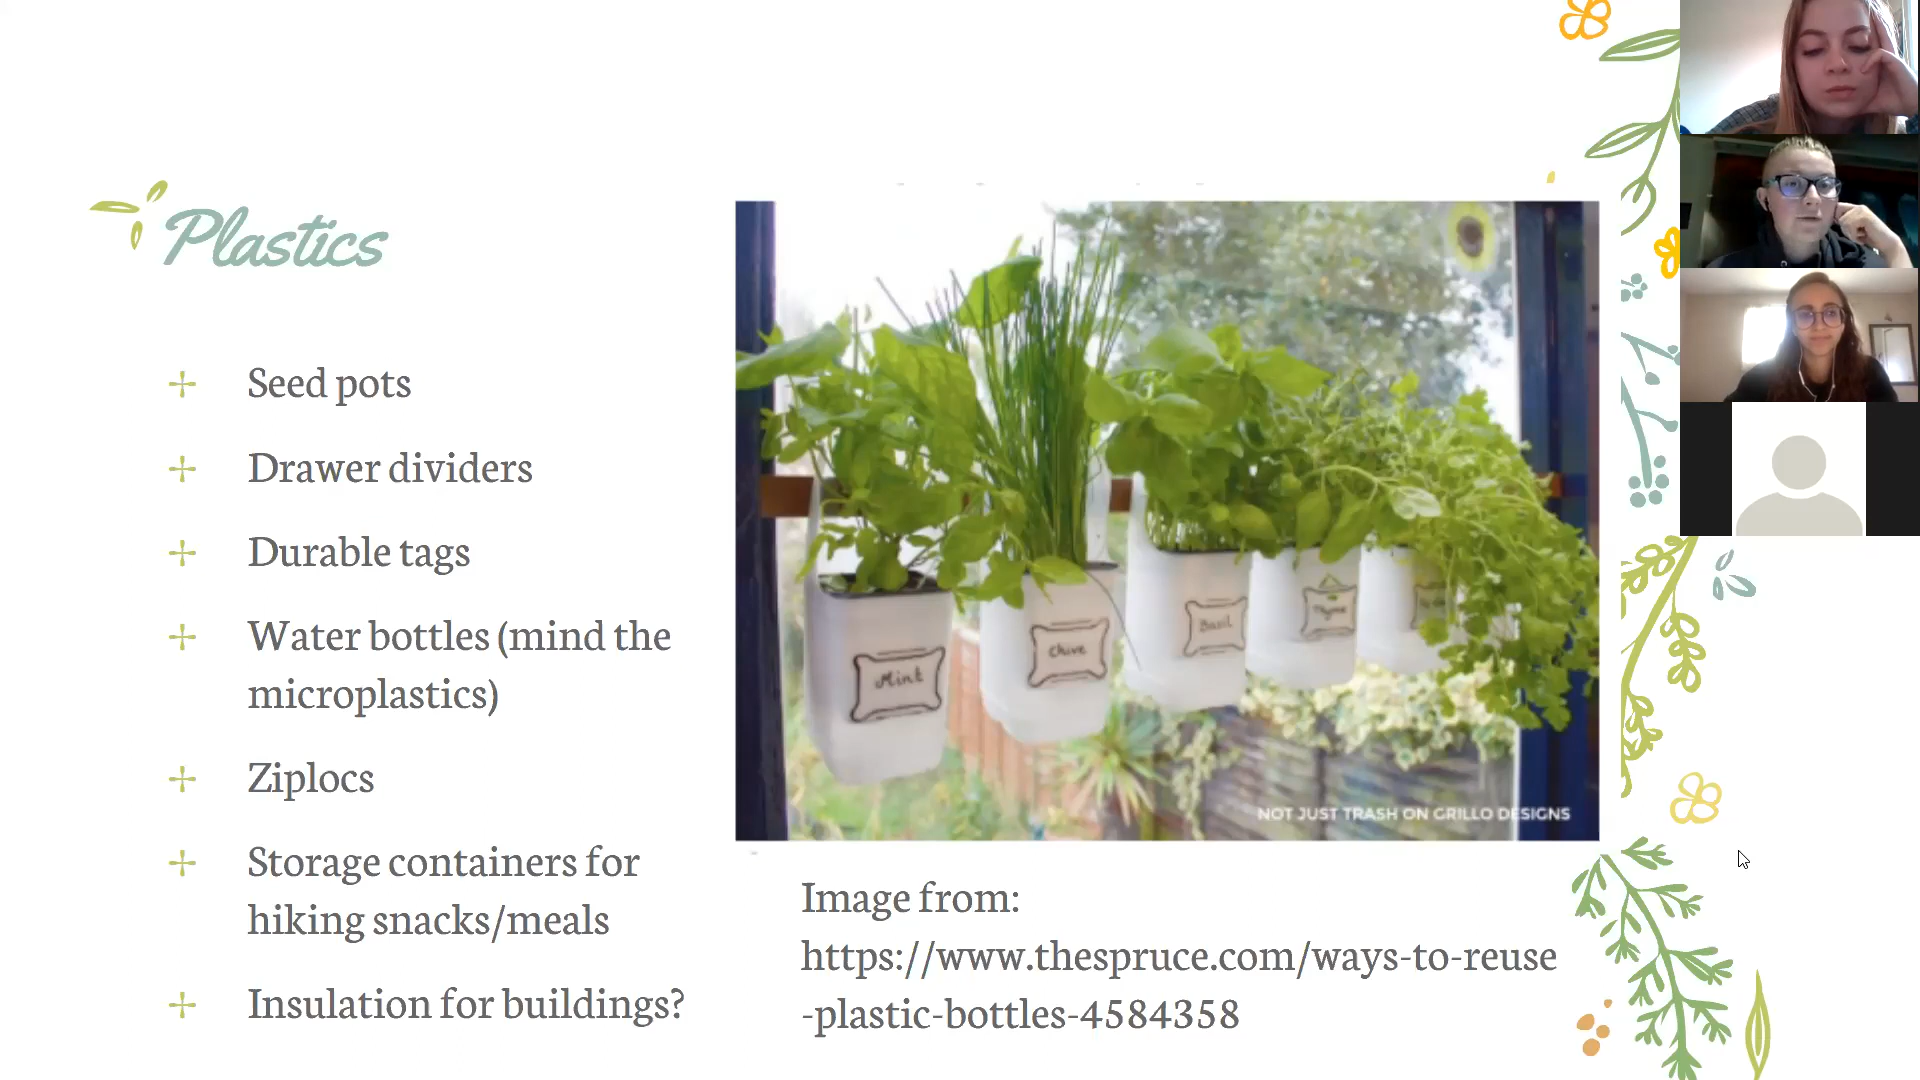 Plastics
Seed pots
Drawer dividers
Durable tags
Water bottles (mind the
microplastics)
Ziplocs
Storage containers for
hiking snacks/meals
Insulation for buildings?
Mint
Chive
Basil
Thyme
NOT JUST TRASH ON GRILLO DESIGNS
Image from:
https://www.thespruce.com/ways-to-reuse
-plastic-bottles-4584358